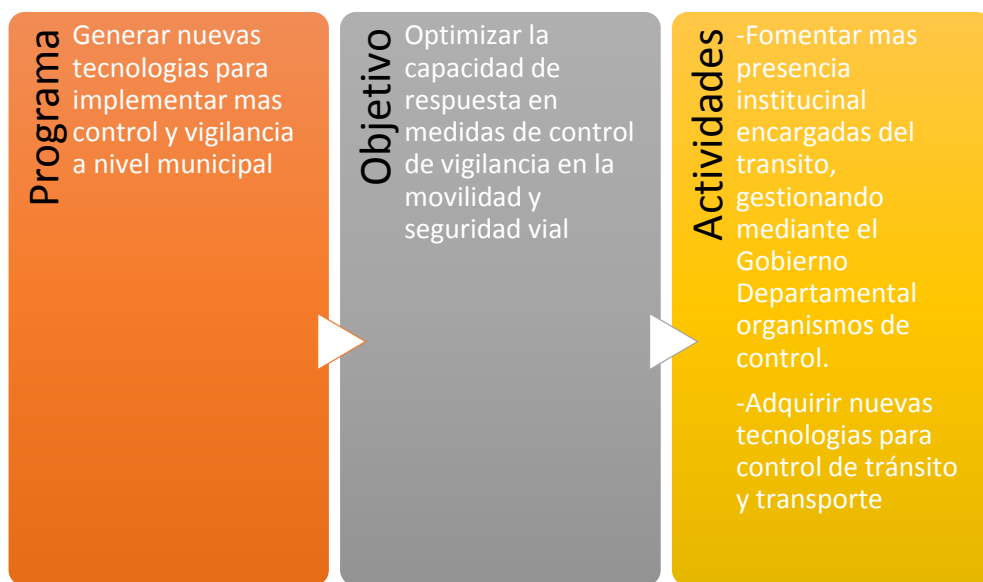 Programa
Generar nuevas
tecnologias para
implementar mas
control y vigilancia
a nivel municipal
Objetivo
Optimizar la
capacidad de
respuesta en
medidas de control
de vigilancia en la
movilidad y
seguridad vial
Actividades
-Fomentar mas
presencia
institucinal
encargadas del
transito,
gestionando
mediante el
Gobierno
Departamental
organismos de
control.
-Adquirir nuevas
tecnologias para
control de tránsito
y transporte